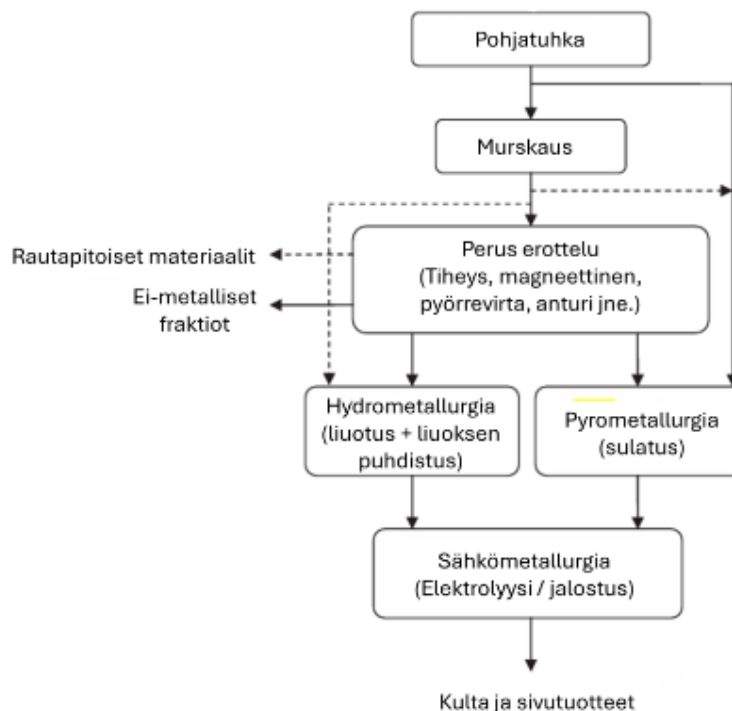 Pohjatuhka
Murskaus
Perus erottelu
(Tiheys, magneettinen,
pyörrevirta, anturi jne.)
Rautapitoiset materiaalit
Ei-metalliset
fraktiot
Hydrometallurgia
(liuotus + liuoksen
puhdistus)
Pyrometallurgia
(sulatus)
Sähkömetallurgia
(Elektrolyysi / jalostus)
Kulta ja sivutuotteet